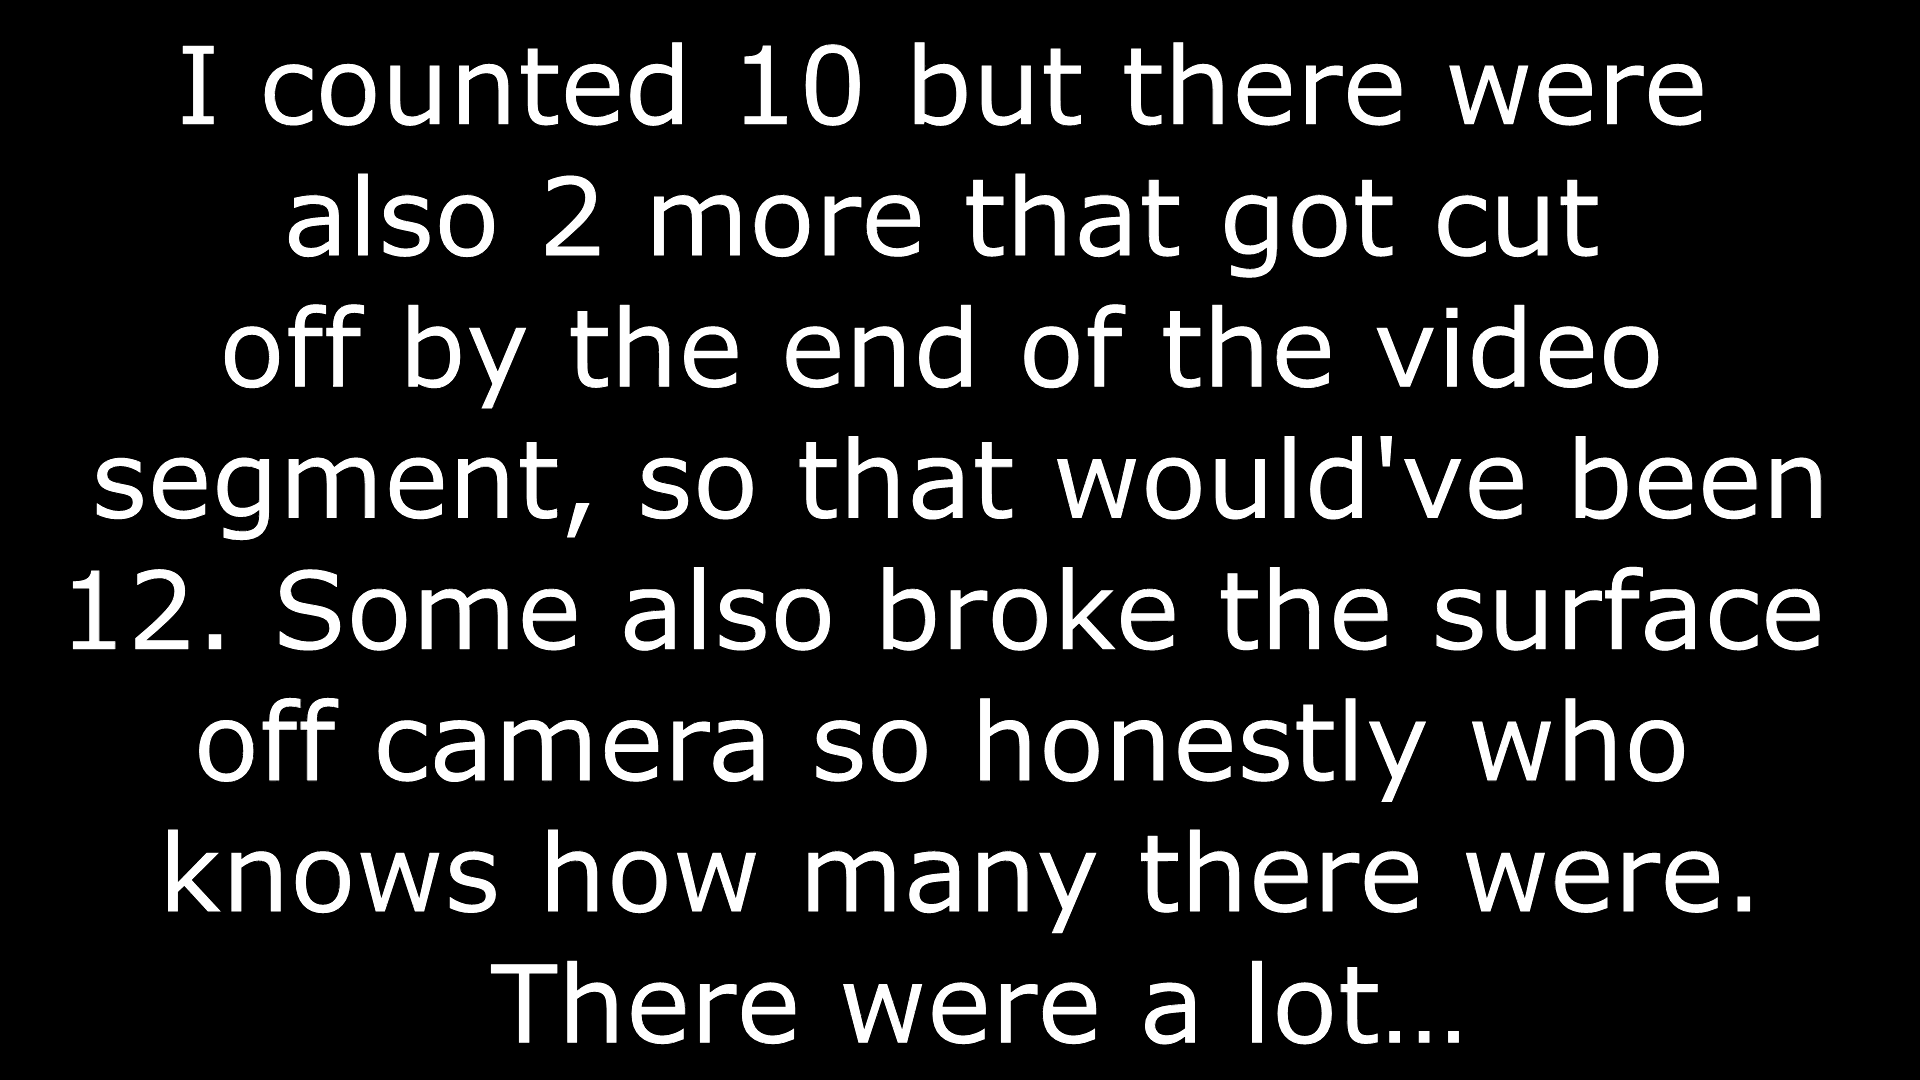 I counted 10 but there were
also 2 more that got cut
off by the end of the video
segment, so that would've been
12. Some also broke the surface
off camera so honestly who
knows how many there were.
There were a lot...